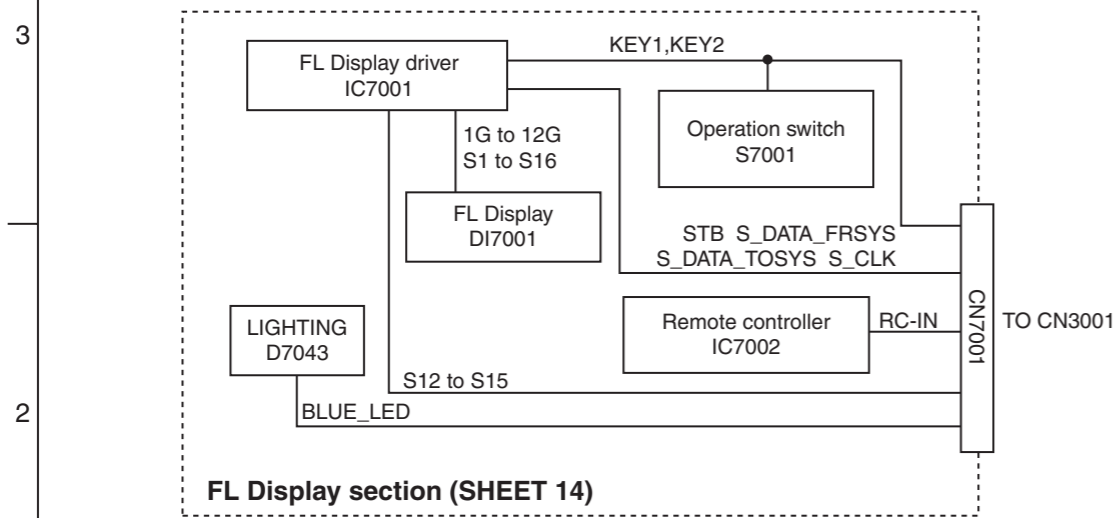 3
KEY1,KEY2
FL Display driver
IC7001
Operation switch
S7001
1G to 12G
S1 to S16
FL Display
DI7001
STB S_DATA_FRSYS
S_DATA_TOSYS S_CLK
CN7001
TO CN3001
LIGHTING
D7043
Remote controller
IC7002
RC-IN
S12 to S15
2
BLUE_LED
FL Display section (SHEET 14)